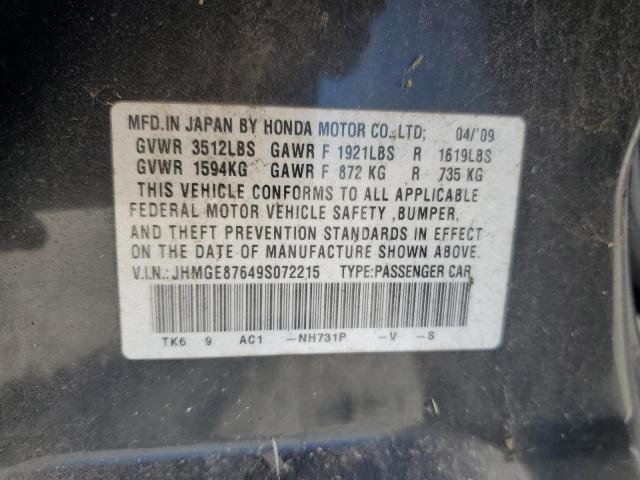 MFD.IN JAPAN BY HONDA MOTOR CO.,LTD; 04/'09
GVWR 3512LBS GAWR F 1921LBS R 1619LBS
GVWR 1594KG GAWR F 872 KG R 735 KG
THIS VEHICLE CONFORMS TO ALL APPLICABLE
FEDERAL MOTOR VEHICLE SAFETY ,BUMPER,
AND THEFT PREVENTION STANDARDS IN EFFECT
ON THE DATE OF MANUFACTURE SHOWN ABOVE.
V.I.N.: JHMGE87649S072215 TYPE:PASSENGER CAR
TK6 9 AC1 -NH731P -V -S